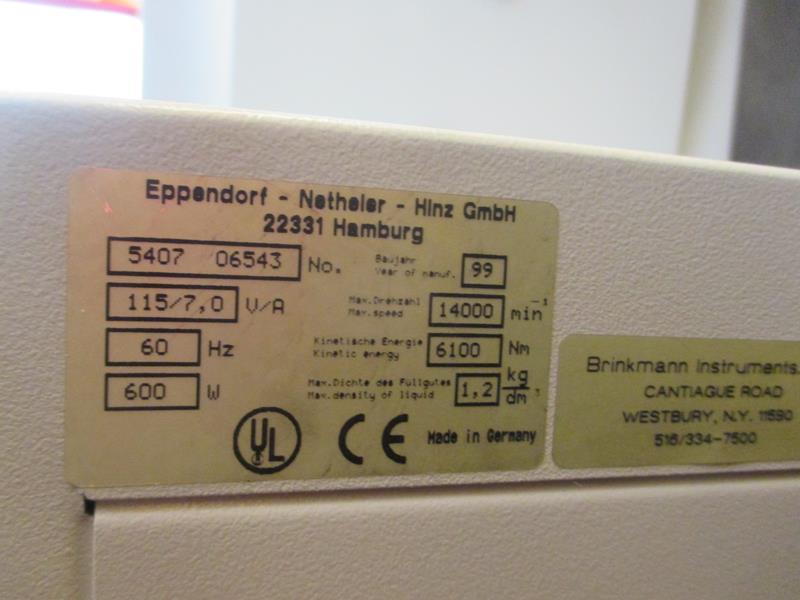 Eppendorf - Netheler - Hinz GmbH
22331 Hamburg
5407 06543 No.
Baujahr
Year of manuf. 99
115/7,0 V/A
Max.Drehzahl
Max.speed 14000 min⁻¹
60 Hz
Kinetische Energie
Kinetic energy 6100 Nm
600 W
Max.Dichte des Füllgutes
Max.density of liquid 1,2 kg/dm³
UL CE Made in Germany
Brinkmann Instruments.
CANTIAGUE ROAD
WESTBURY, N.Y. 11590
516/334-7500